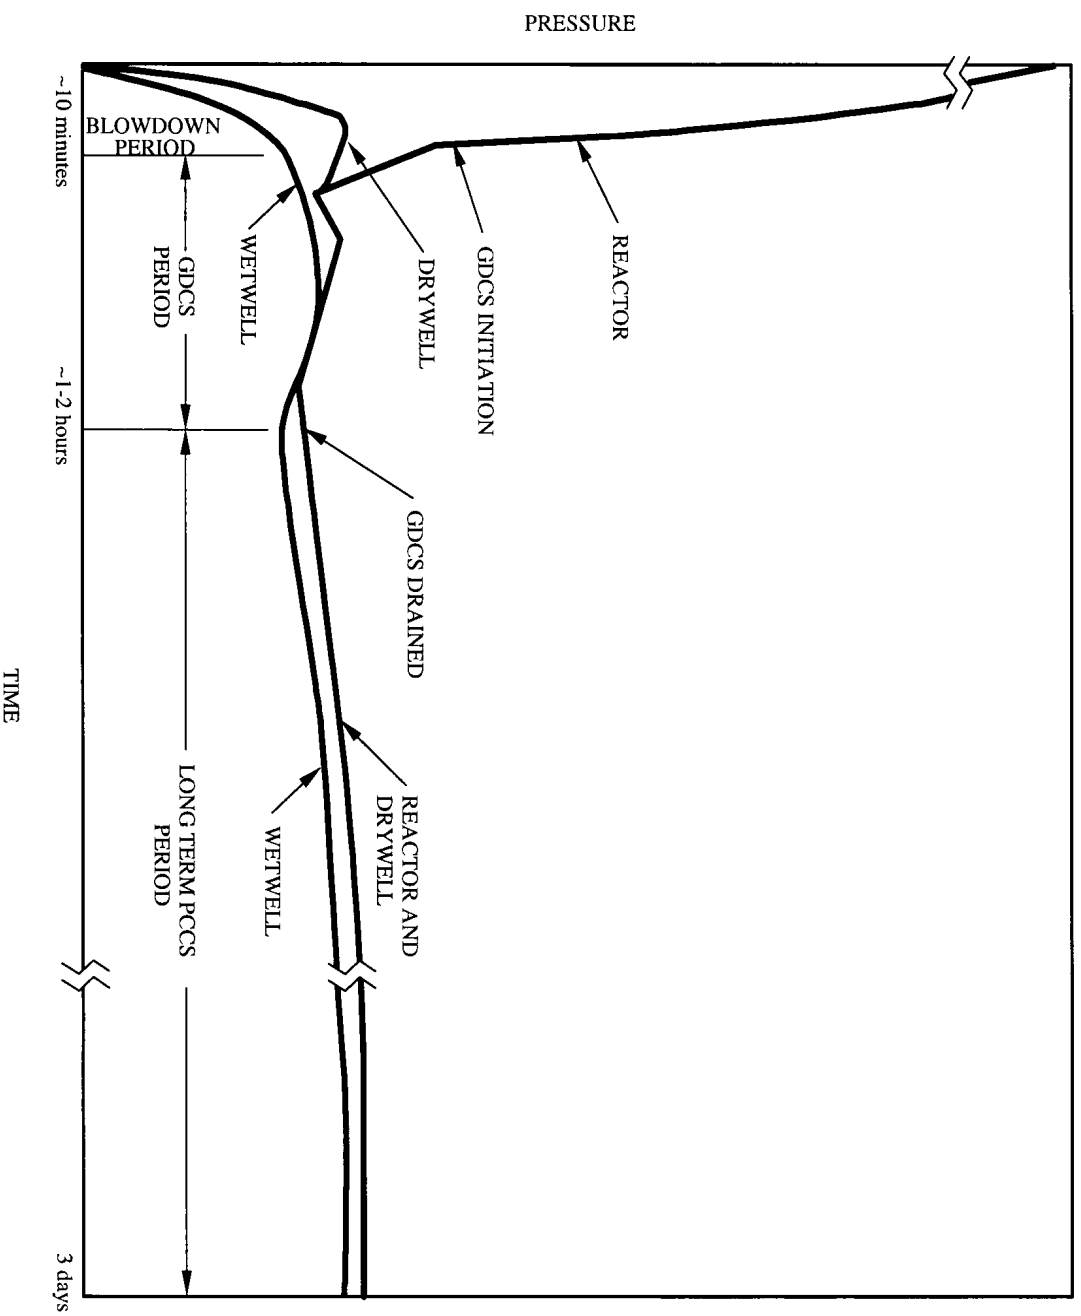 PRESSURE
~10 minutes
BLOWDOWN
PERIOD
GDCS
PERIOD
WETWELL
DRYWELL
GDCS INITIATION
REACTOR
~1-2 hours
GDCS DRAINED
LONG TERM PCCS
PERIOD
WETWELL
REACTOR AND
DRYWELL
3 days
TIME